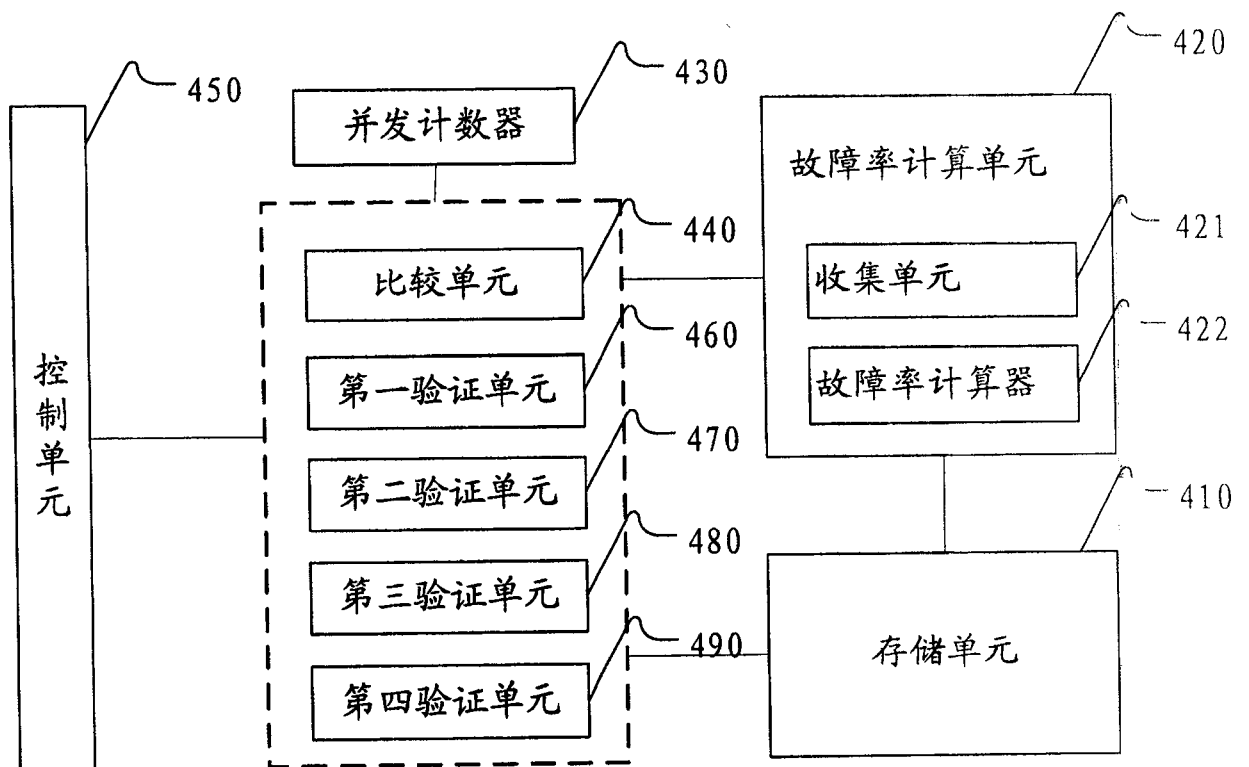 420
450
430
并发计数器
故障率计算单元
440
421
比较单元
收集单元
460
422
第一验证单元
故障率计算器
控制单元
470
第二验证单元
410
480
第三验证单元
490
存储单元
第四验证单元